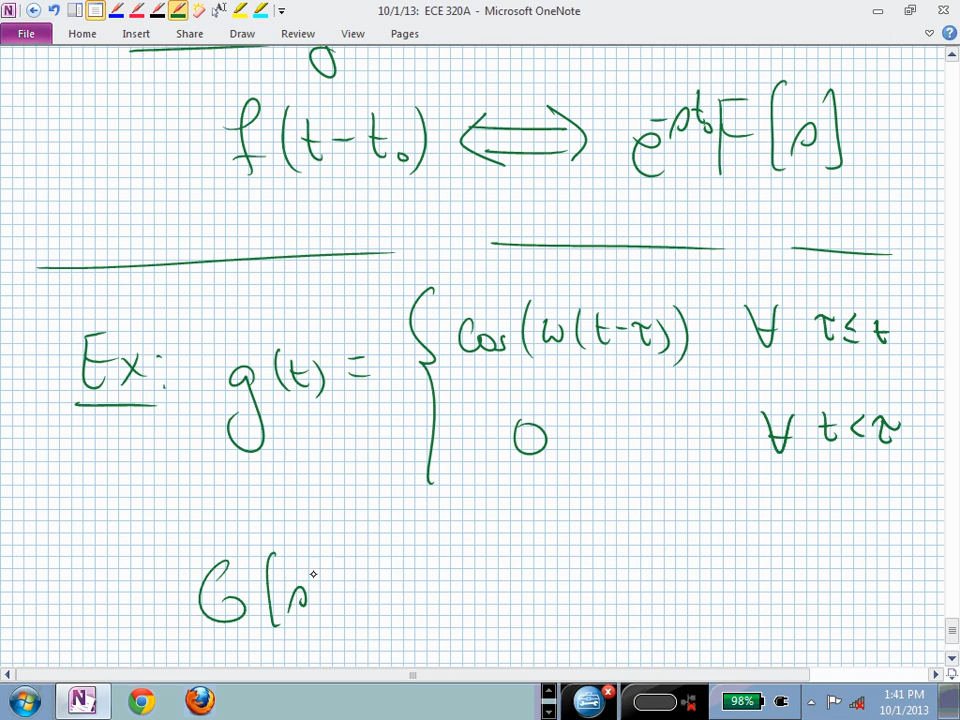 10/1/13: ECE 320A - Microsoft OneNote
File Home Insert Share Draw Review View Pages
f(t-t₀) ⟺ e^{-st₀}F[s]
Ex: g(t) = { cos(w(t-τ)) ∀ τ≤t
0 ∀ t<τ
G[s
98% 1:41 PM
10/1/2013